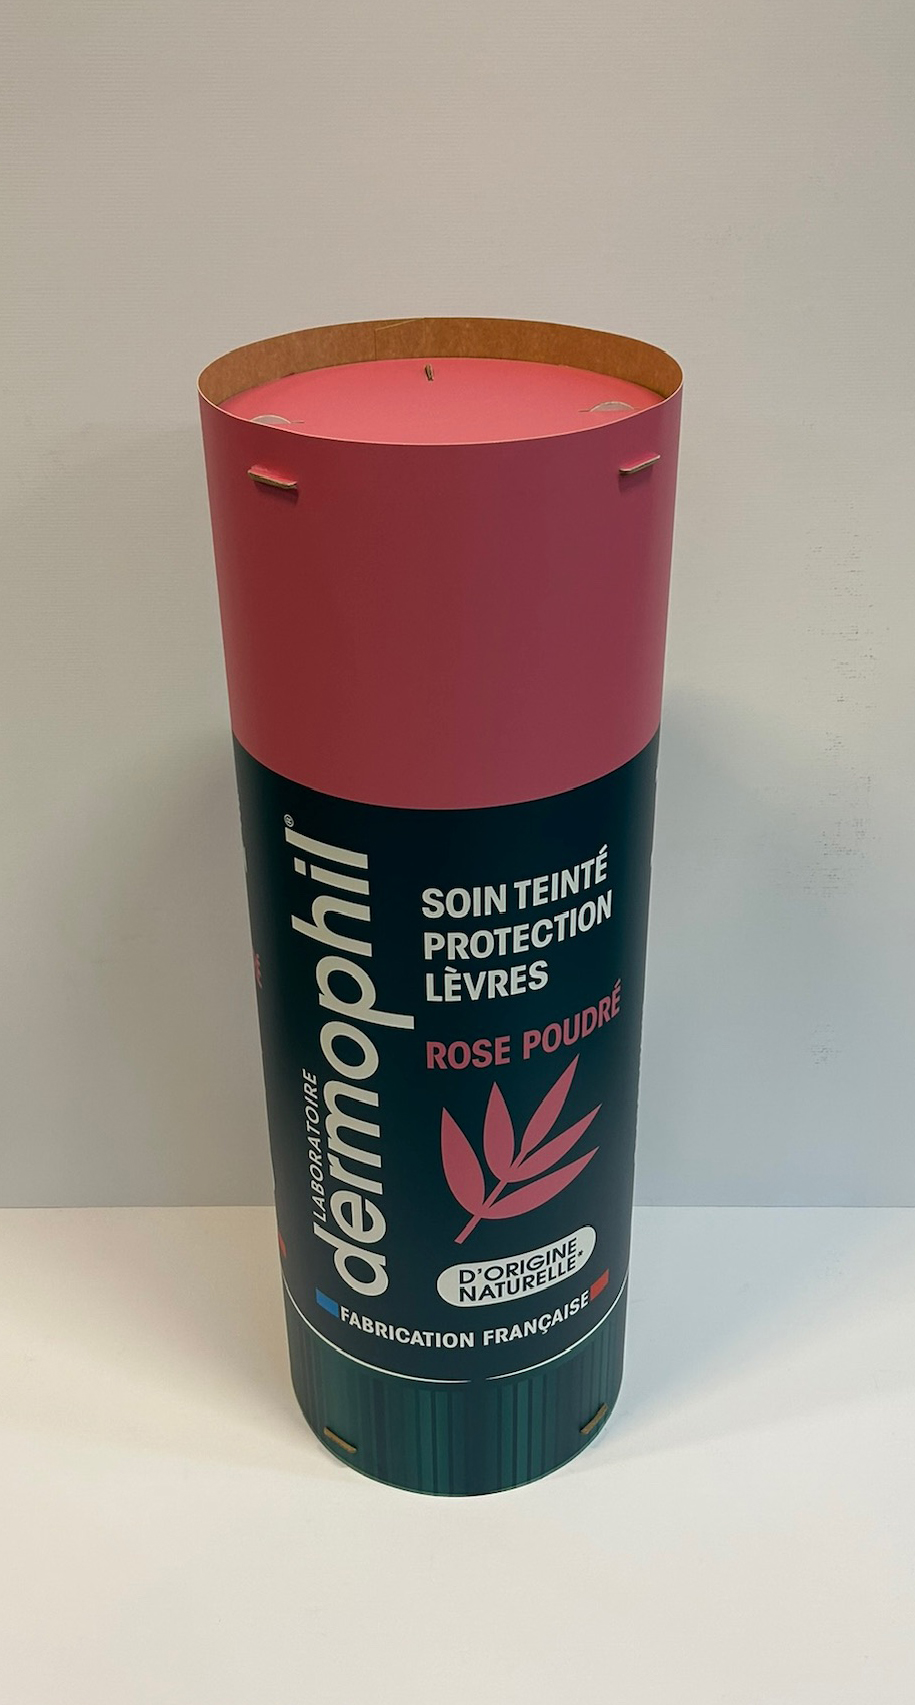 LABORATOIRE
dermophil®
SOIN TEINTÉ
PROTECTION
LÈVRES
ROSE POUDRÉ
D'ORIGINE
NATURELLE*
FABRICATION FRANÇAISE